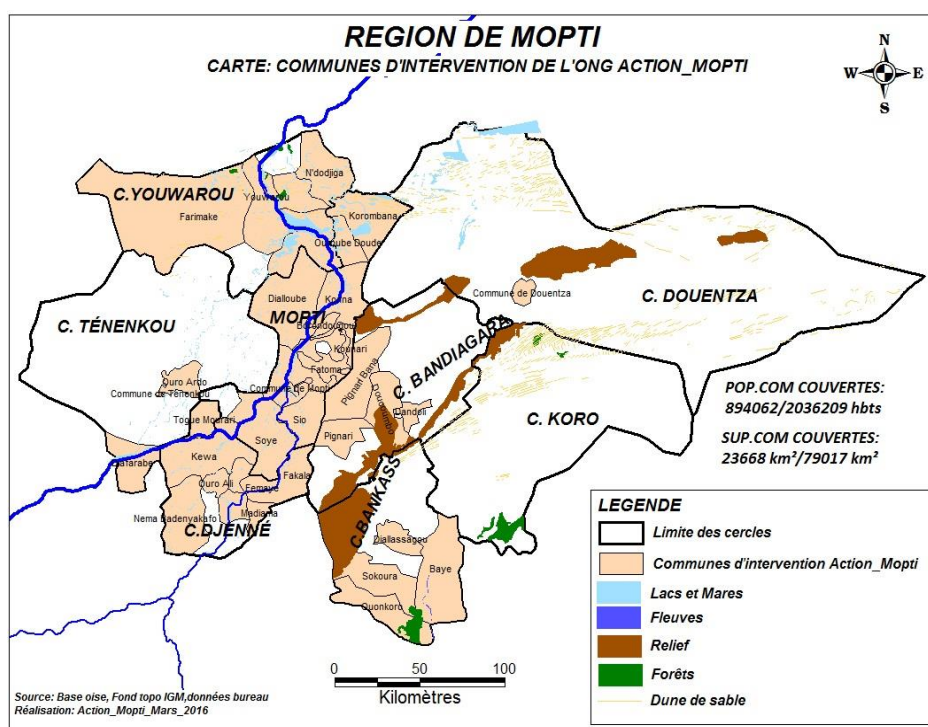 REGION DE MOPTI
CARTE: COMMUNES D'INTERVENTION DE L'ONG ACTION_MOPTI
N
W E
S
N'dodjiga
C.YOUWAROU
Youwarou
Farimake
Korombana
Ouroube Doude
Dialloube
Konna
Commune de Douentza
C. DOUENTZA
C. TÉNENKOU
MOPTI
Borondougou
Kounari
Fatoma
C. BANDIAGARA
Pignari Bana
Doucoumbo
Ouro Ardo
Commune de Ténenkou
Commune de Mopti
Dandoli
C. KORO
POP.COM COUVERTES:
894062/2036209 hbts
SUP.COM COUVERTES:
23668 km²/79017 km²
Togue Mourari
Sio
Soye
Pignari
Diafarabe
Kewa
Fakala
Ouro Ali
Femaye
Madiama
Nema Badenyakafo
C.DJENNÉ
C.BANKASS
Diallassagou
Baye
Sokoura
Ouonkoro
LEGENDE
Limite des cercles
Communes d'intervention Action_Mopti
Lacs et Mares
Fleuves
Relief
Forêts
Dune de sable
0 50 100
Kilomètres
Source: Base oise, Fond topo IGM,données bureau
Réalisation: Action_Mopti_Mars_2016